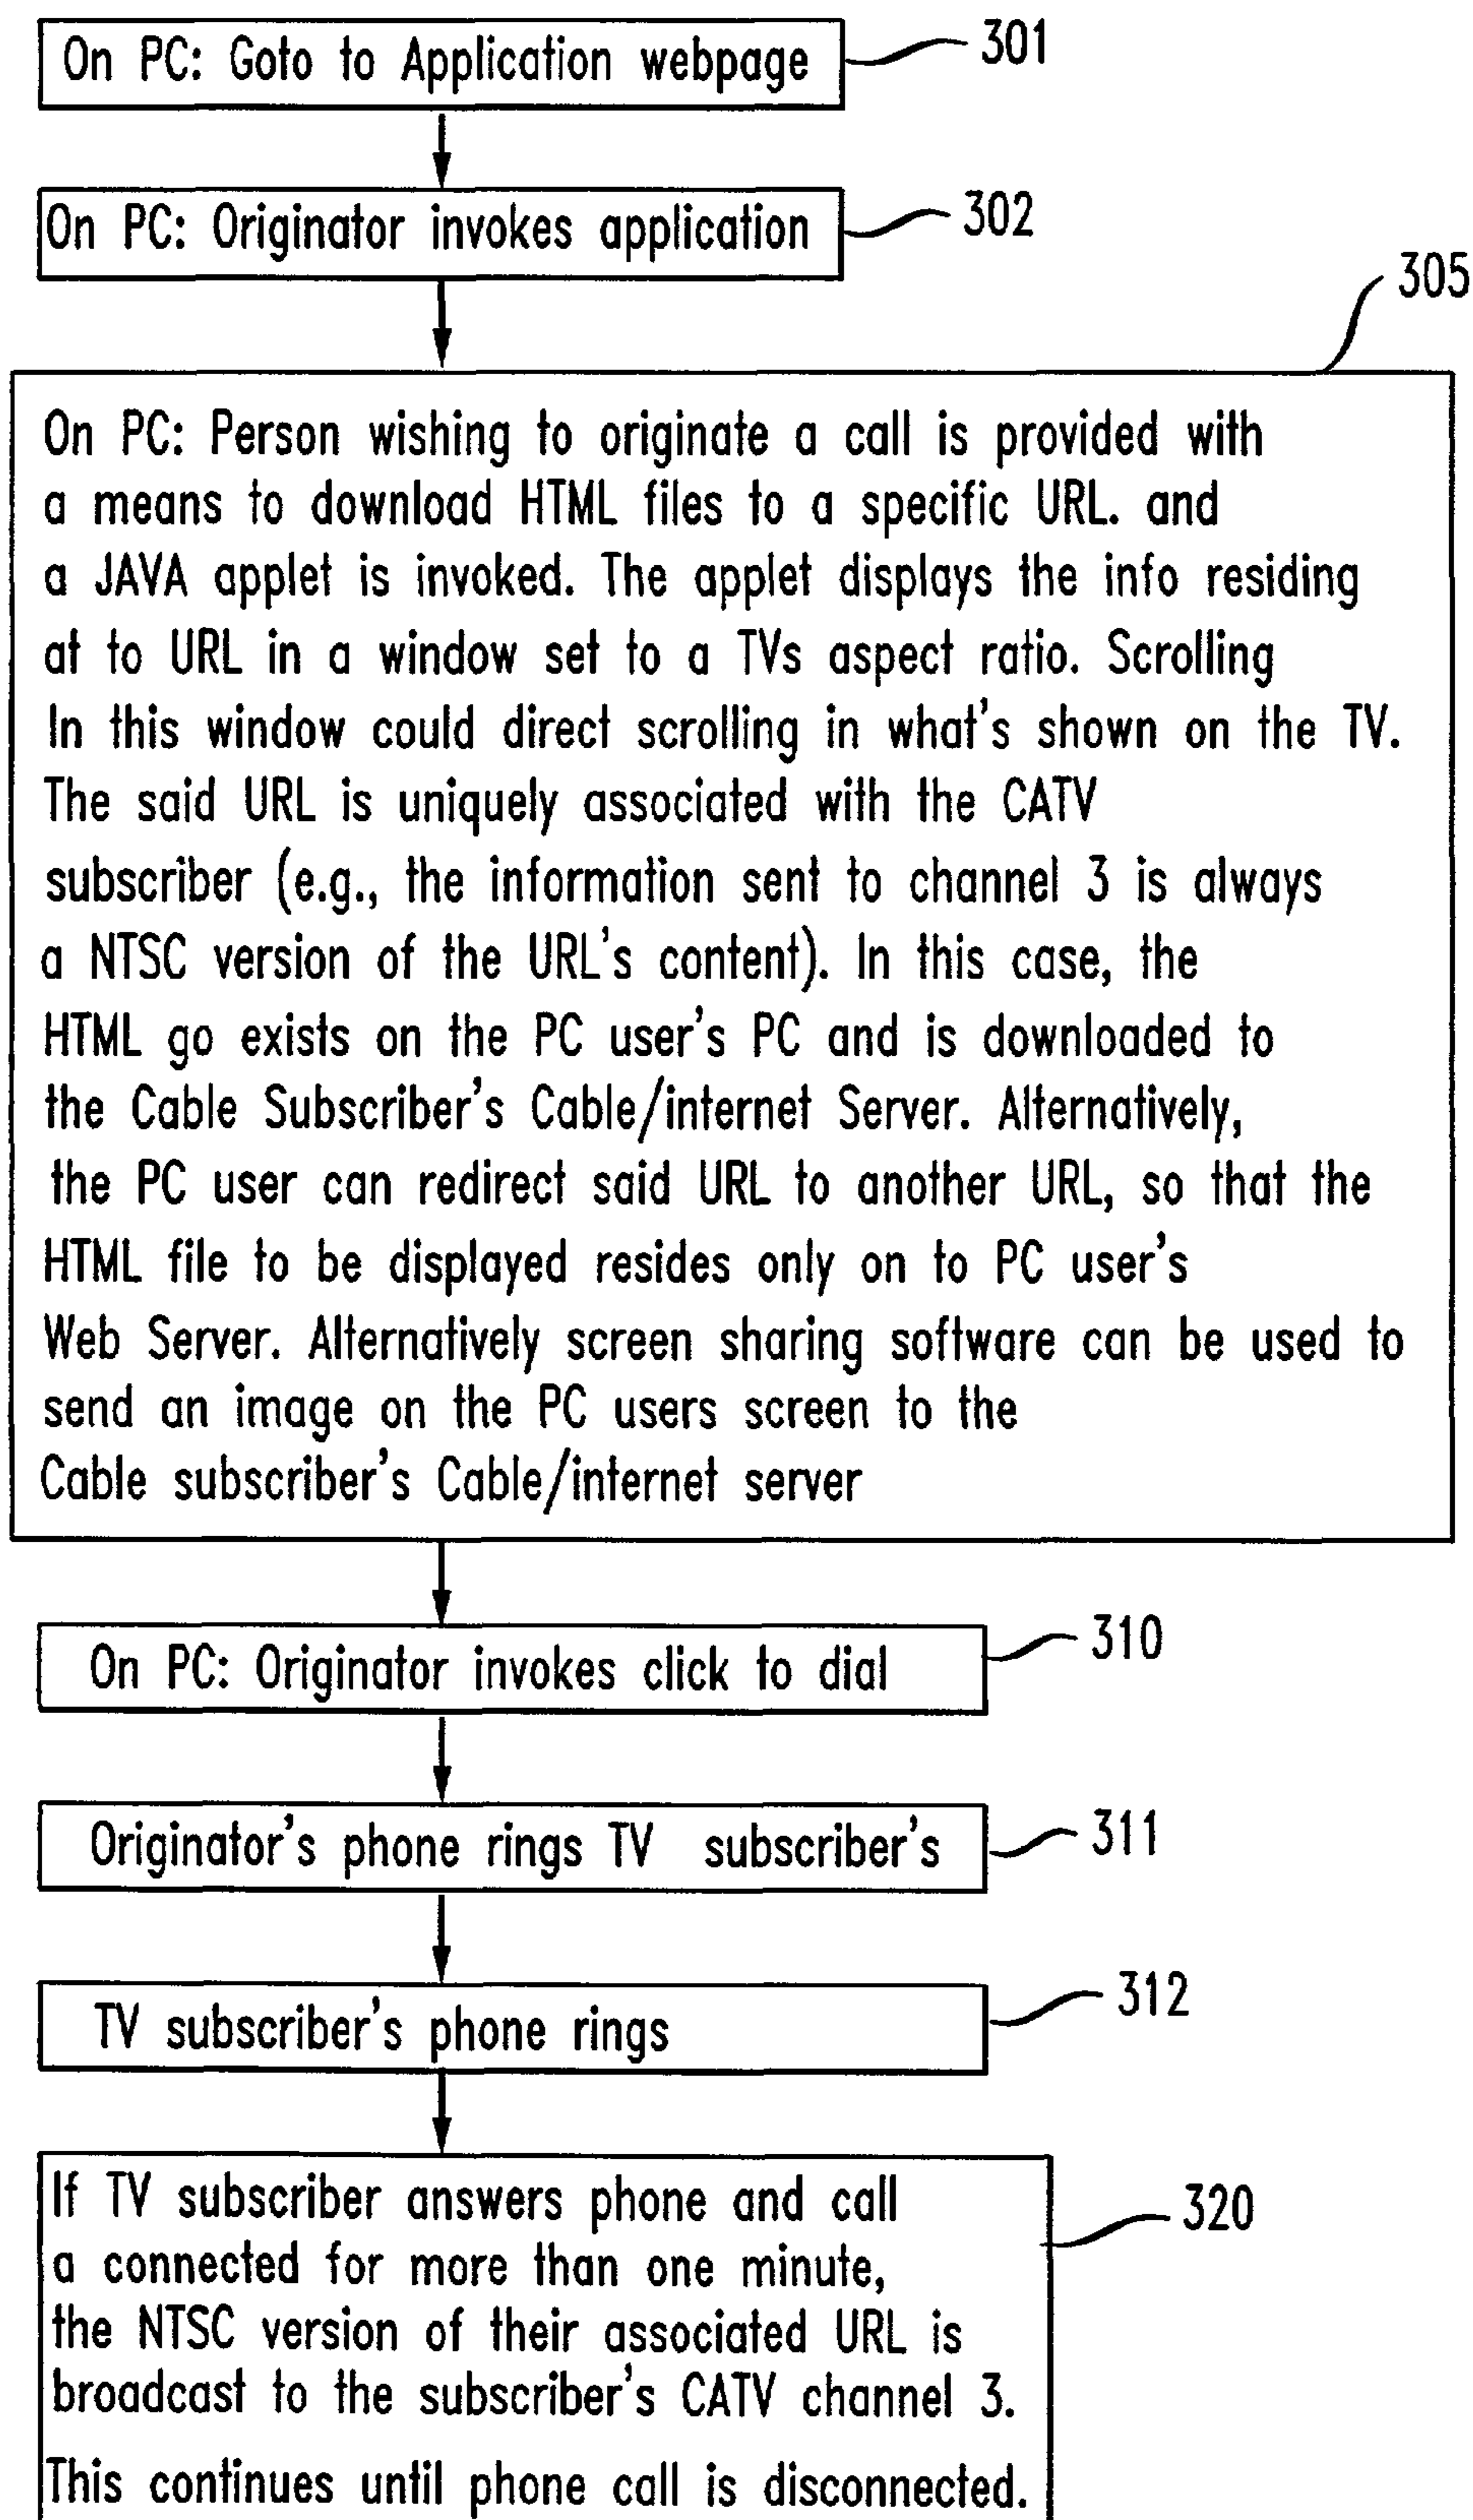 On PC: Goto to Application webpage
301
On PC: Originator invokes application
302
305
On PC: Person wishing to originate a call is provided with
a means to download HTML files to a specific URL. and
a JAVA applet is invoked. The applet displays the info residing
at to URL in a window set to a TVs aspect ratio. Scrolling
In this window could direct scrolling in what's shown on the TV.
The said URL is uniquely associated with the CATV
subscriber (e.g., the information sent to channel 3 is always
a NTSC version of the URL's content). In this case, the
HTML go exists on the PC user's PC and is downloaded to
the Cable Subscriber's Cable/internet Server. Alternatively,
the PC user can redirect said URL to another URL, so that the
HTML file to be displayed resides only on to PC user's
Web Server. Alternatively screen sharing software can be used to
send an image on the PC users screen to the
Cable subscriber's Cable/internet server
On PC: Originator invokes click to dial
310
Originator's phone rings TV subscriber's
311
TV subscriber's phone rings
312
If TV subscriber answers phone and call
a connected for more than one minute,
the NTSC version of their associated URL is
broadcast to the subscriber's CATV channel 3.
This continues until phone call is disconnected.
320